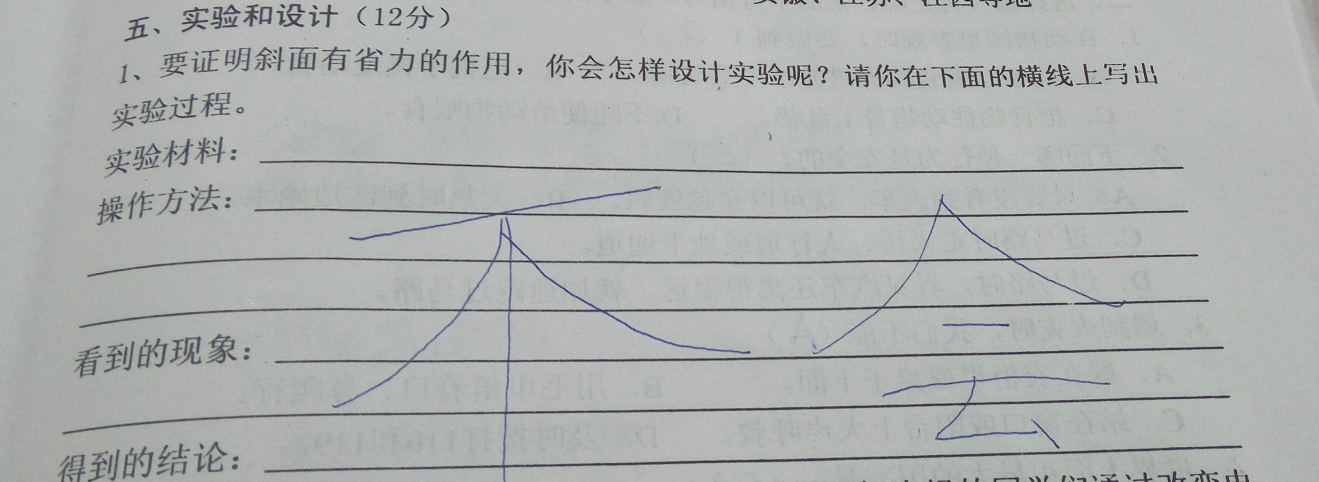 五、实验和设计（12分）
1、要证明斜面有省力的作用，你会怎样设计实验呢？请你在下面的横线上写出
实验过程。
实验材料：
操作方法：
不会
看到的现象：
得到的结论：